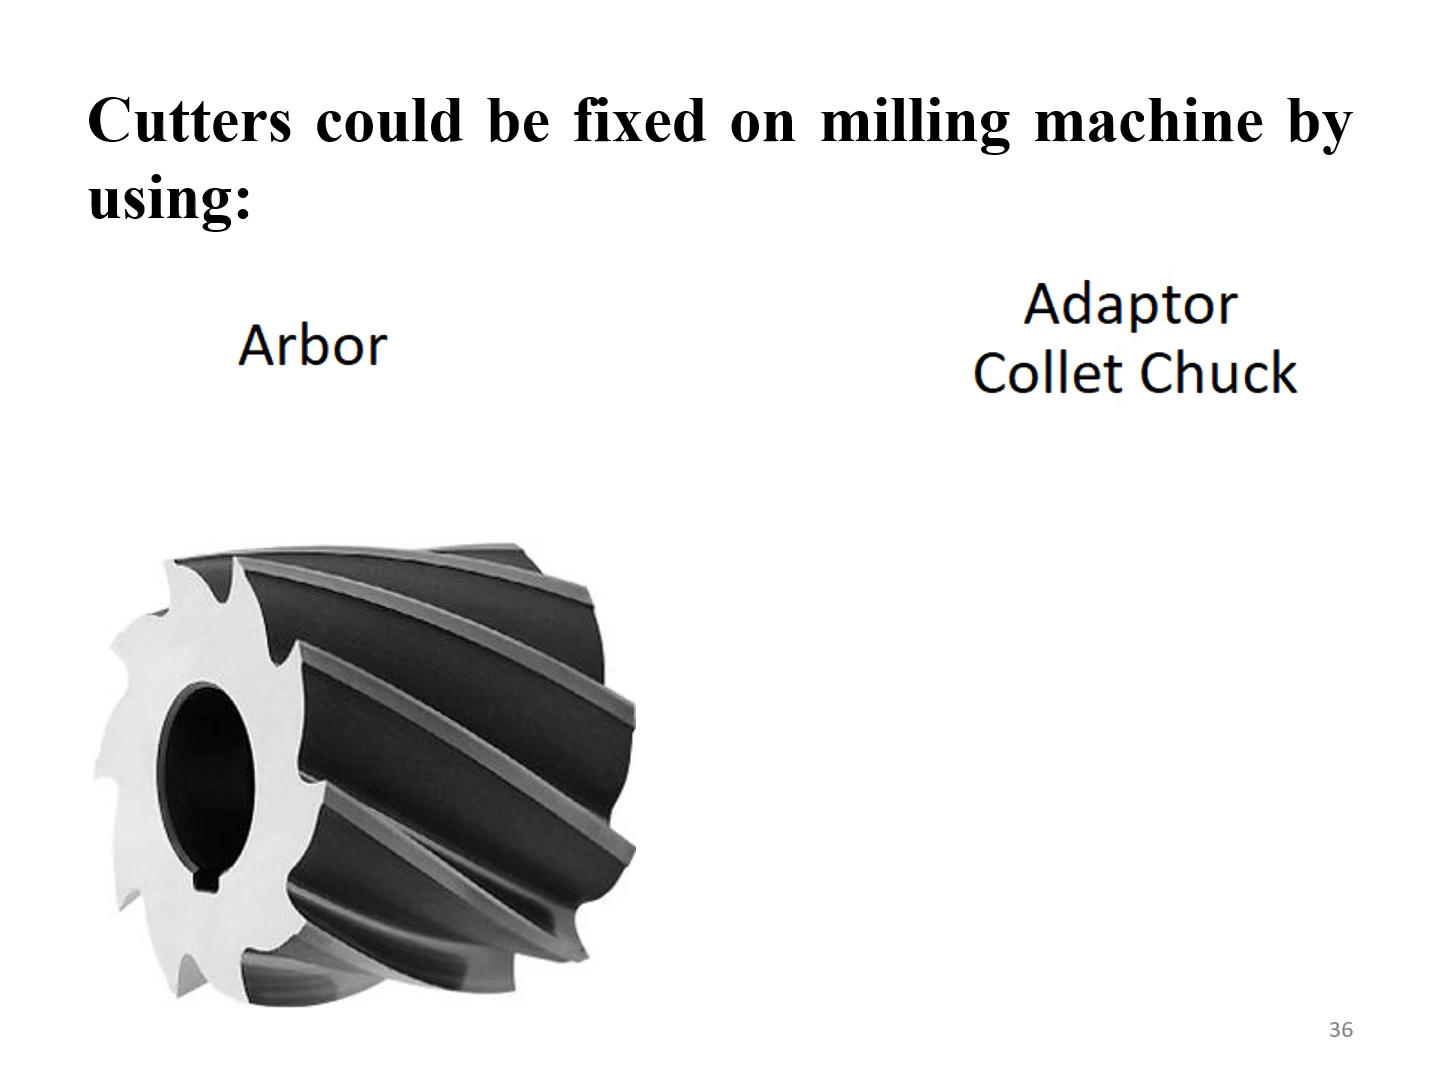 Cutters could be fixed on milling machine by
using:
Arbor
Adaptor
Collet Chuck
36